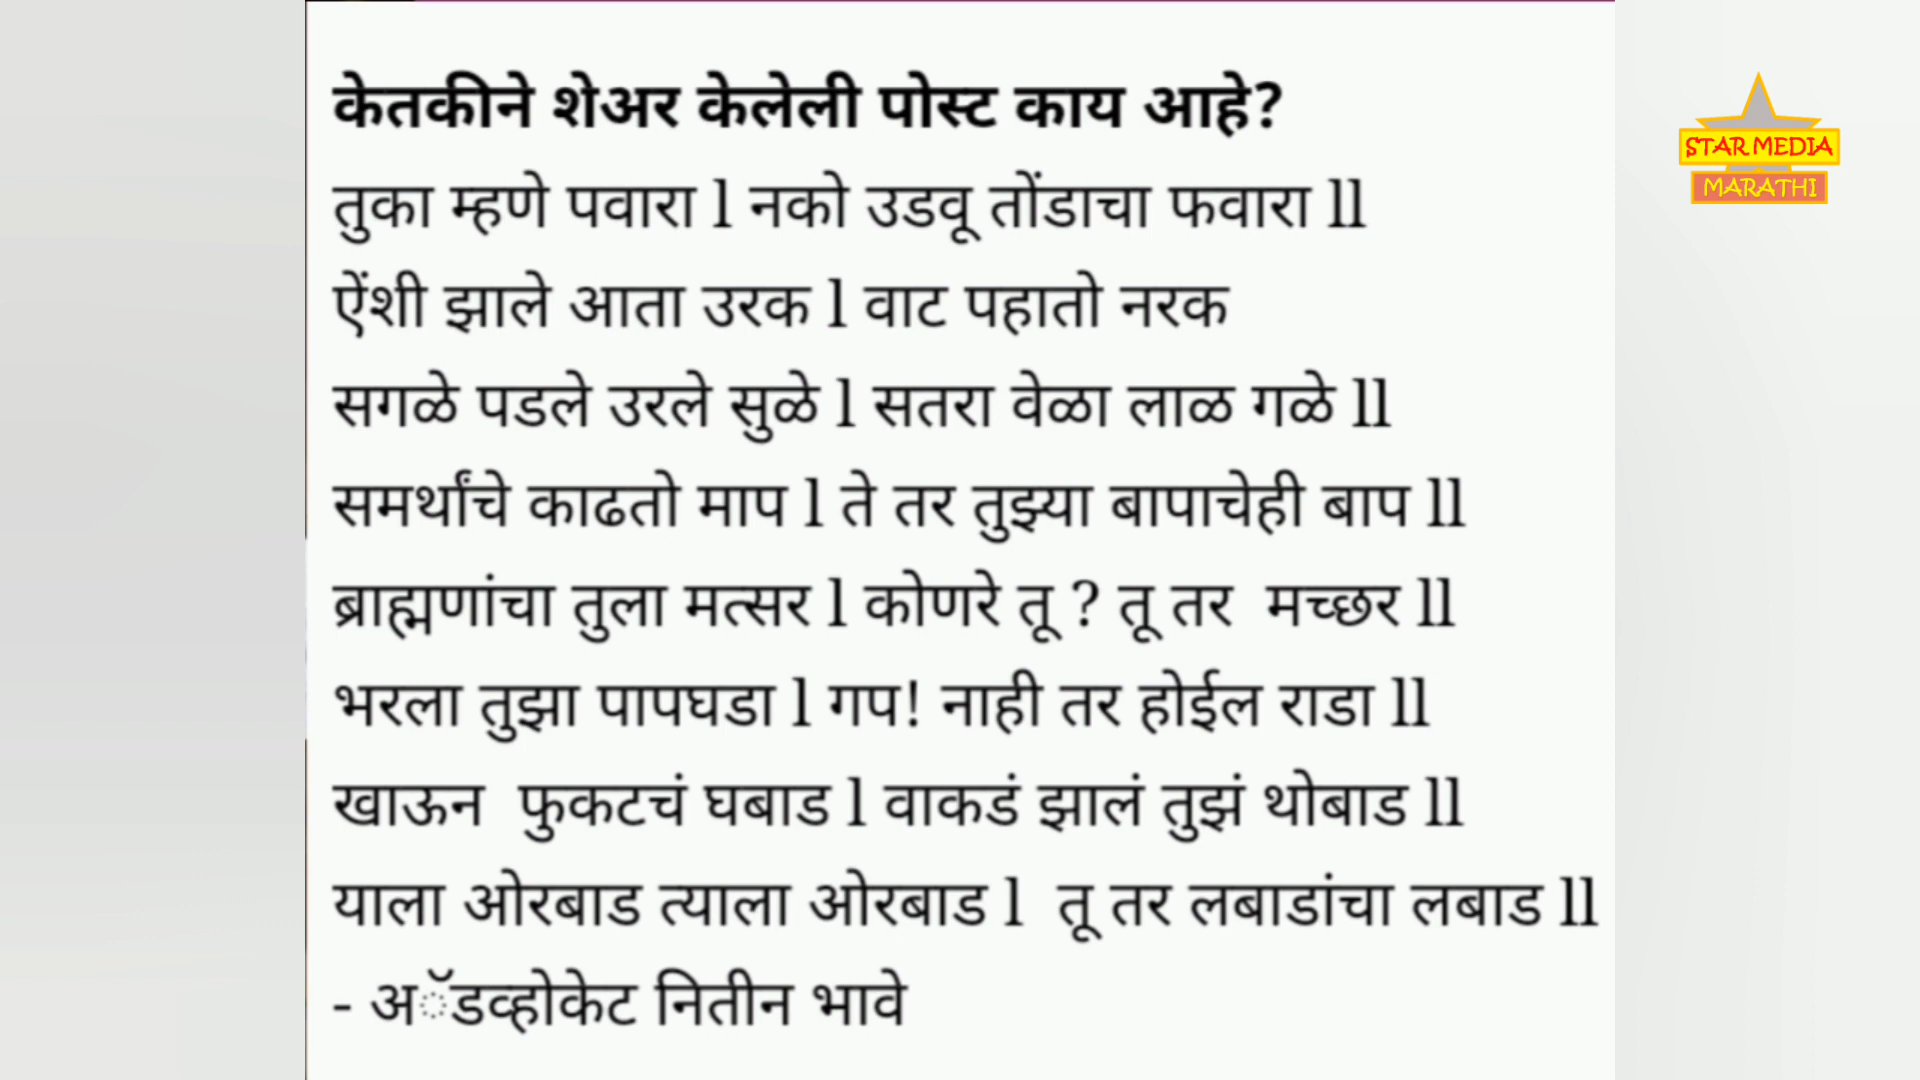 केतकीने शेअर केलेली पोस्ट काय आहे?
तुका म्हणे पवारा l नको उडवू तोंडाचा फवारा ll
ऐंशी झाले आता उरक l वाट पहातो नरक
सगळे पडले उरले सुळे l सतरा वेळा लाळ गळे ll
समर्थांचे काढतो माप l ते तर तुझ्या बापाचेही बाप ll
ब्राह्मणांचा तुला मत्सर l कोणरे तू ? तू तर मच्छर ll
भरला तुझा पापघडा l गप! नाही तर होईल राडा ll
खाऊन फुकटचं घबाड l वाकडं झालं तुझं थोबाड ll
याला ओरबाड त्याला ओरबाड l तू तर लबाडांचा लबाड ll
- अॅडव्होकेट नितीन भावे
STAR MEDIA
MARATHI